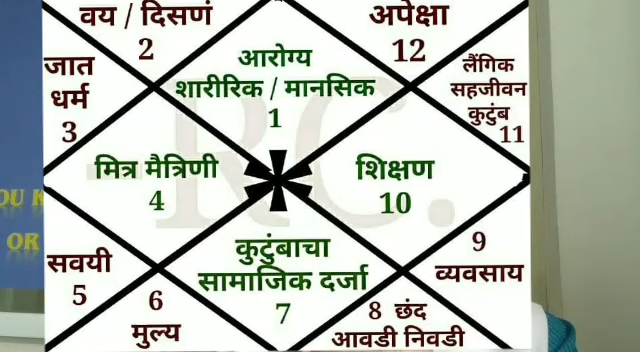 वय / दिसणं
2
अपेक्षा
12
जात
धर्म
3
आरोग्य
शारीरिक / मानसिक
1
लैंगिक
सहजीवन
कुटुंब
11
मित्र मैत्रिणी
4
शिक्षण
10
सवयी
5
6
मुल्य
कुटुंबाचा
सामाजिक दर्जा
7
8 छंद
आवडी निवडी
9
व्यवसाय
RC.
OR